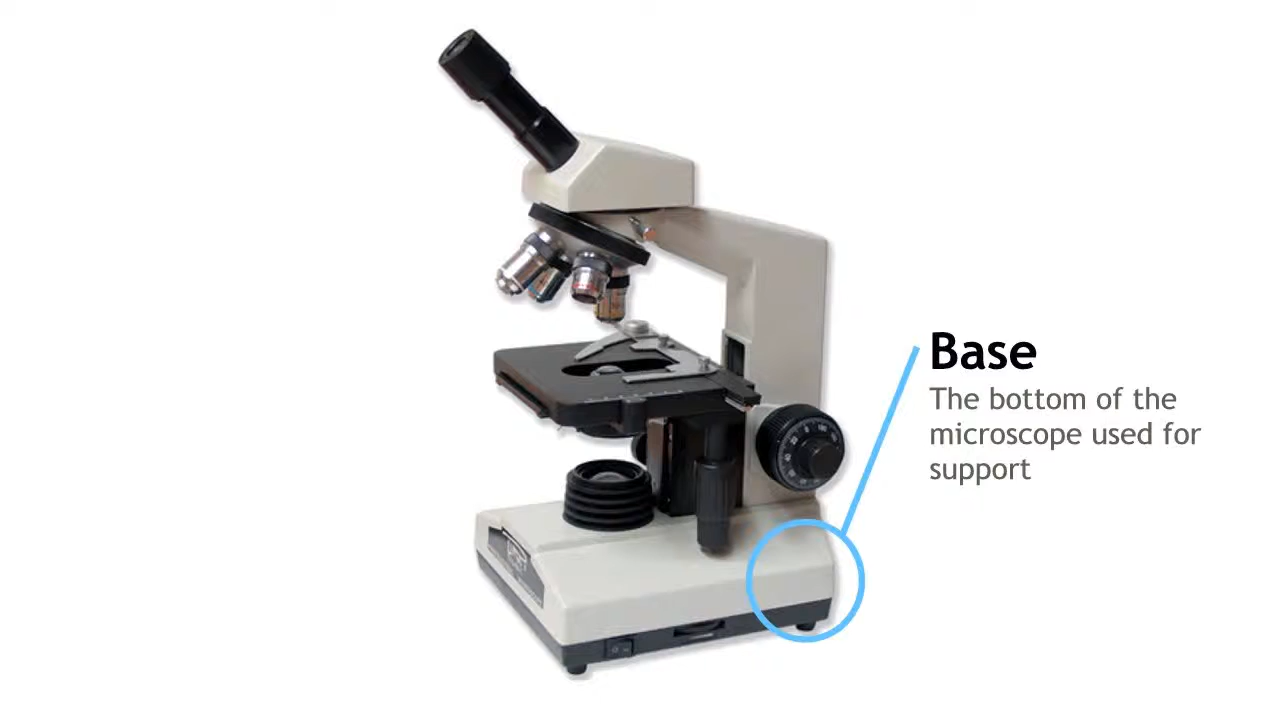 Base
The bottom of the
microscope used for
support